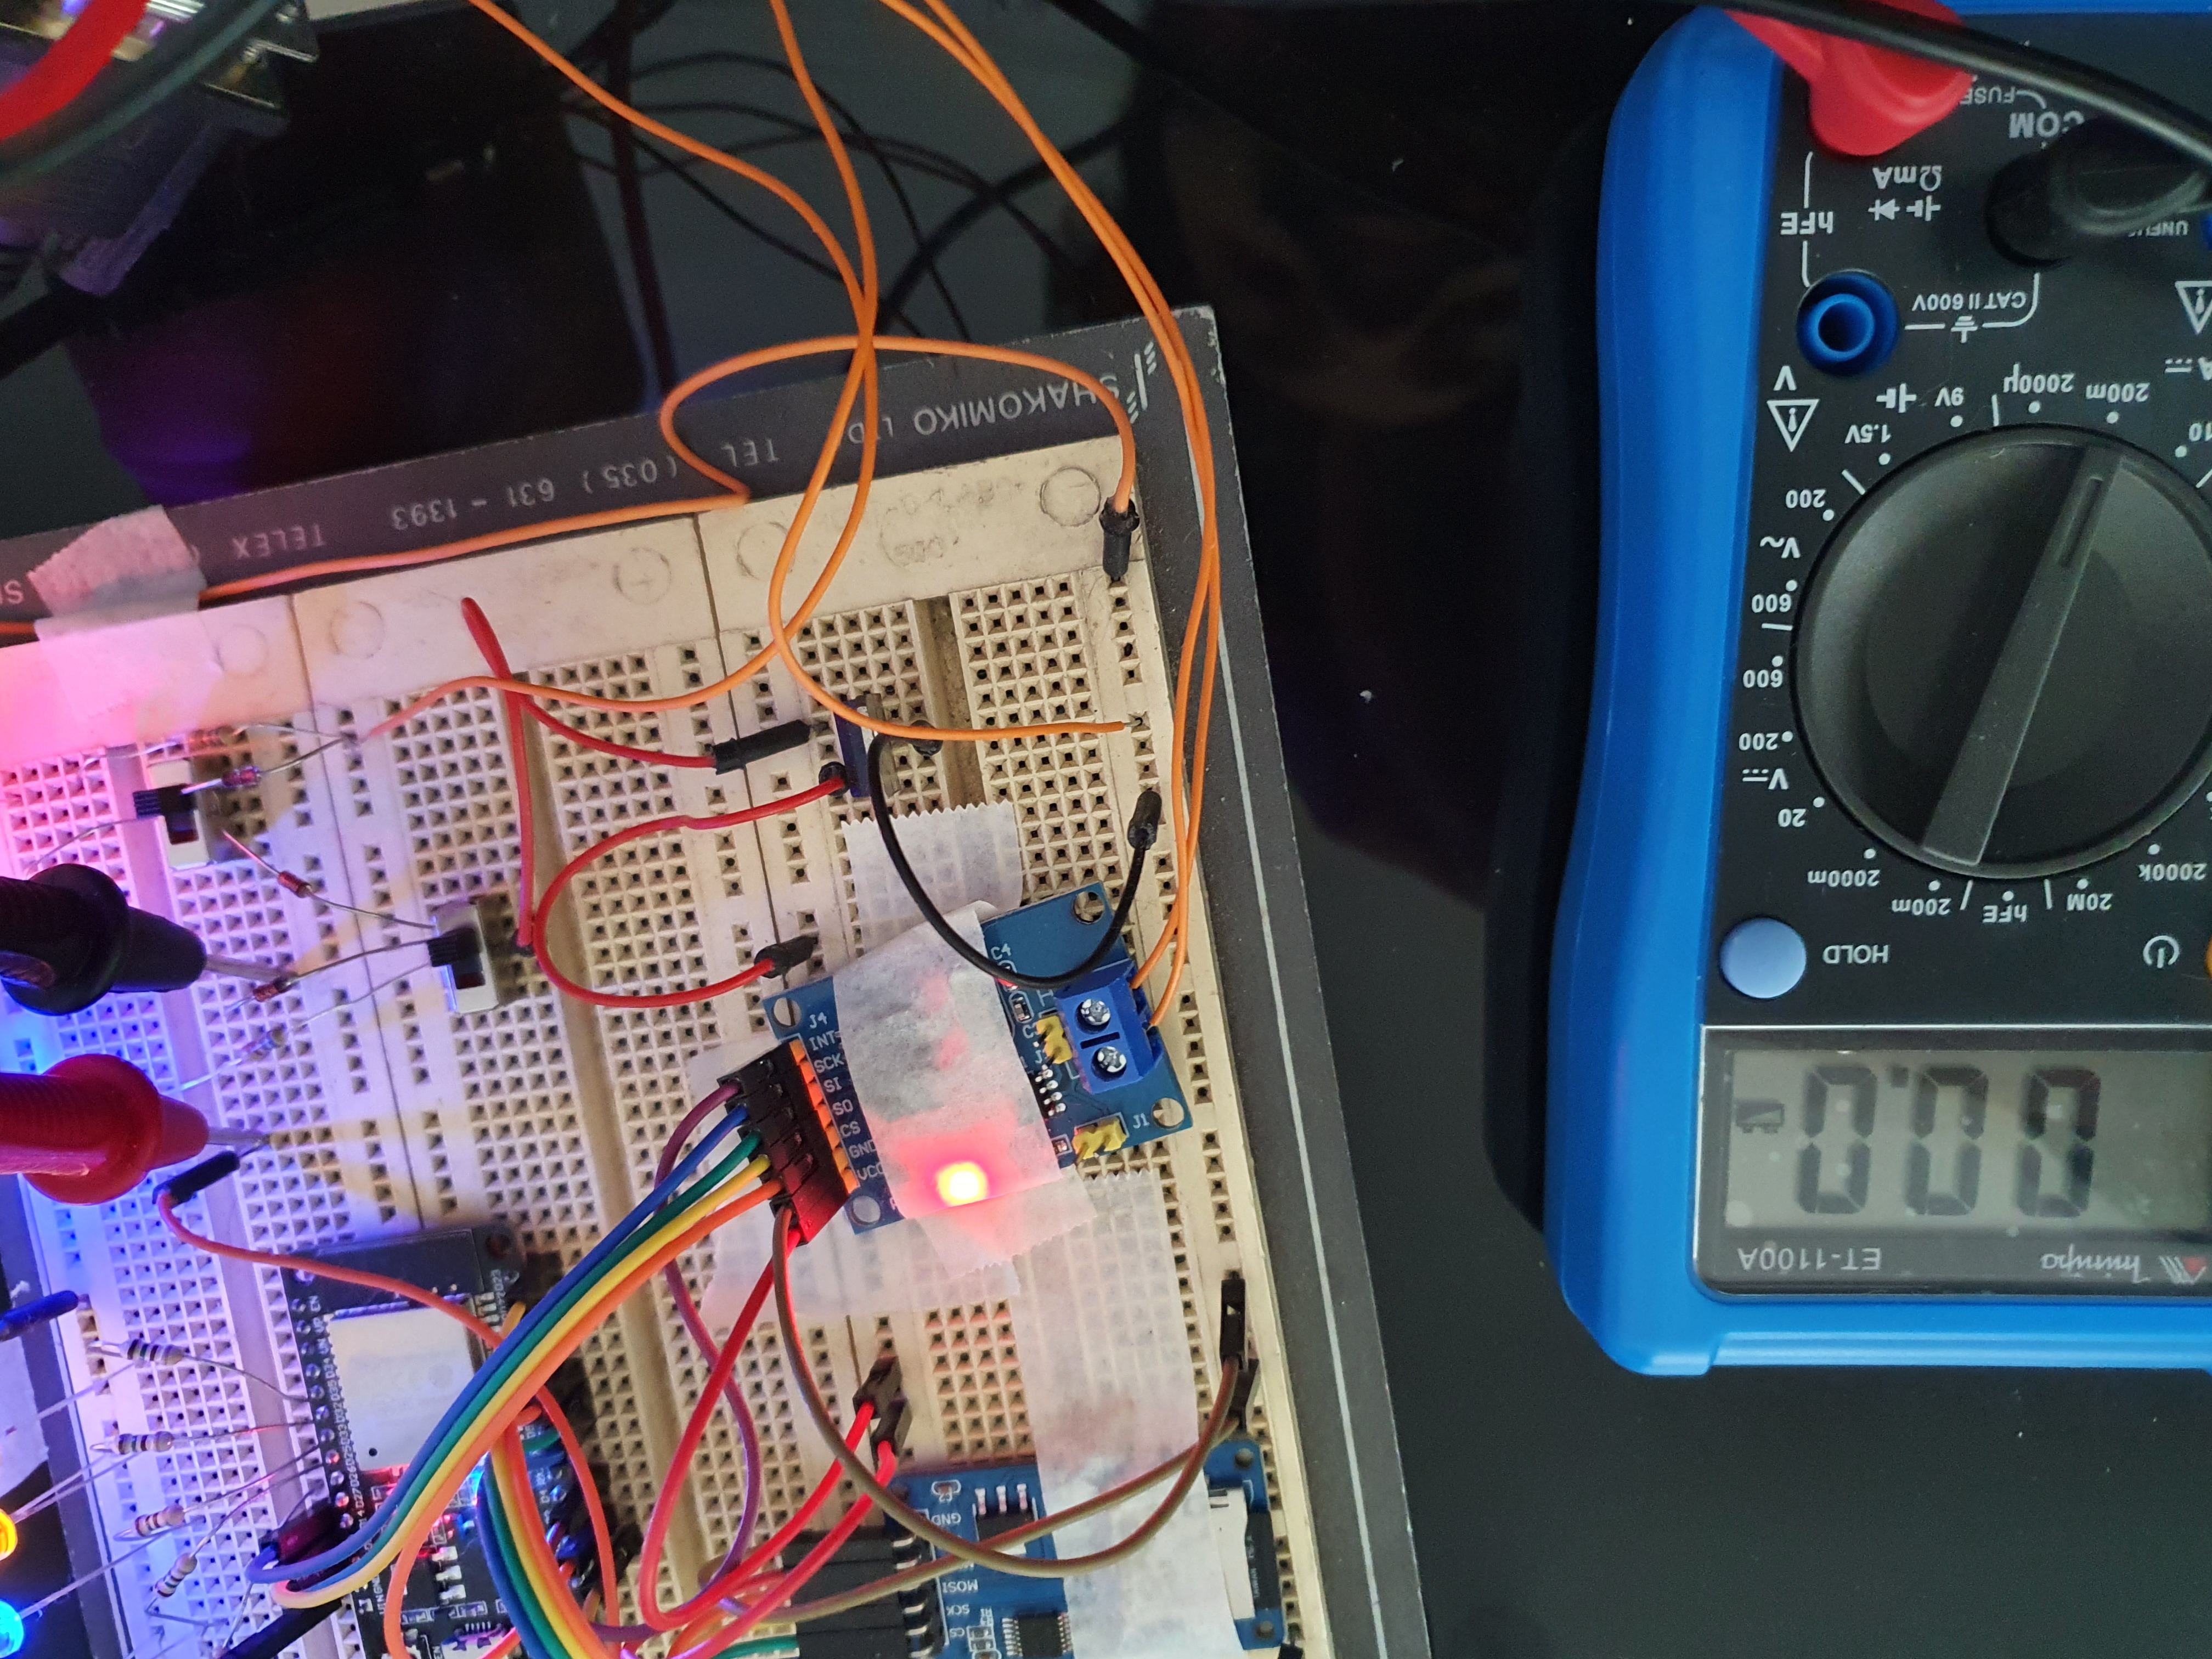 minipa
ET-1100A
00.0
HOLD
2000k
20M
hFE
200m
2000m
20
V
200
600
600
V~
200
1.5V
9V
2000µ
200m
10
A
V
CAT II 600V
hFE
ΩmA
COM
FUSE
CS
SCK
MOSI
GND
J1
VCC
GND
CS
SO
SI
SCK
INT
J4
C4
SHAKOMIKO LTD TEL (035) 631-1393 TELEX